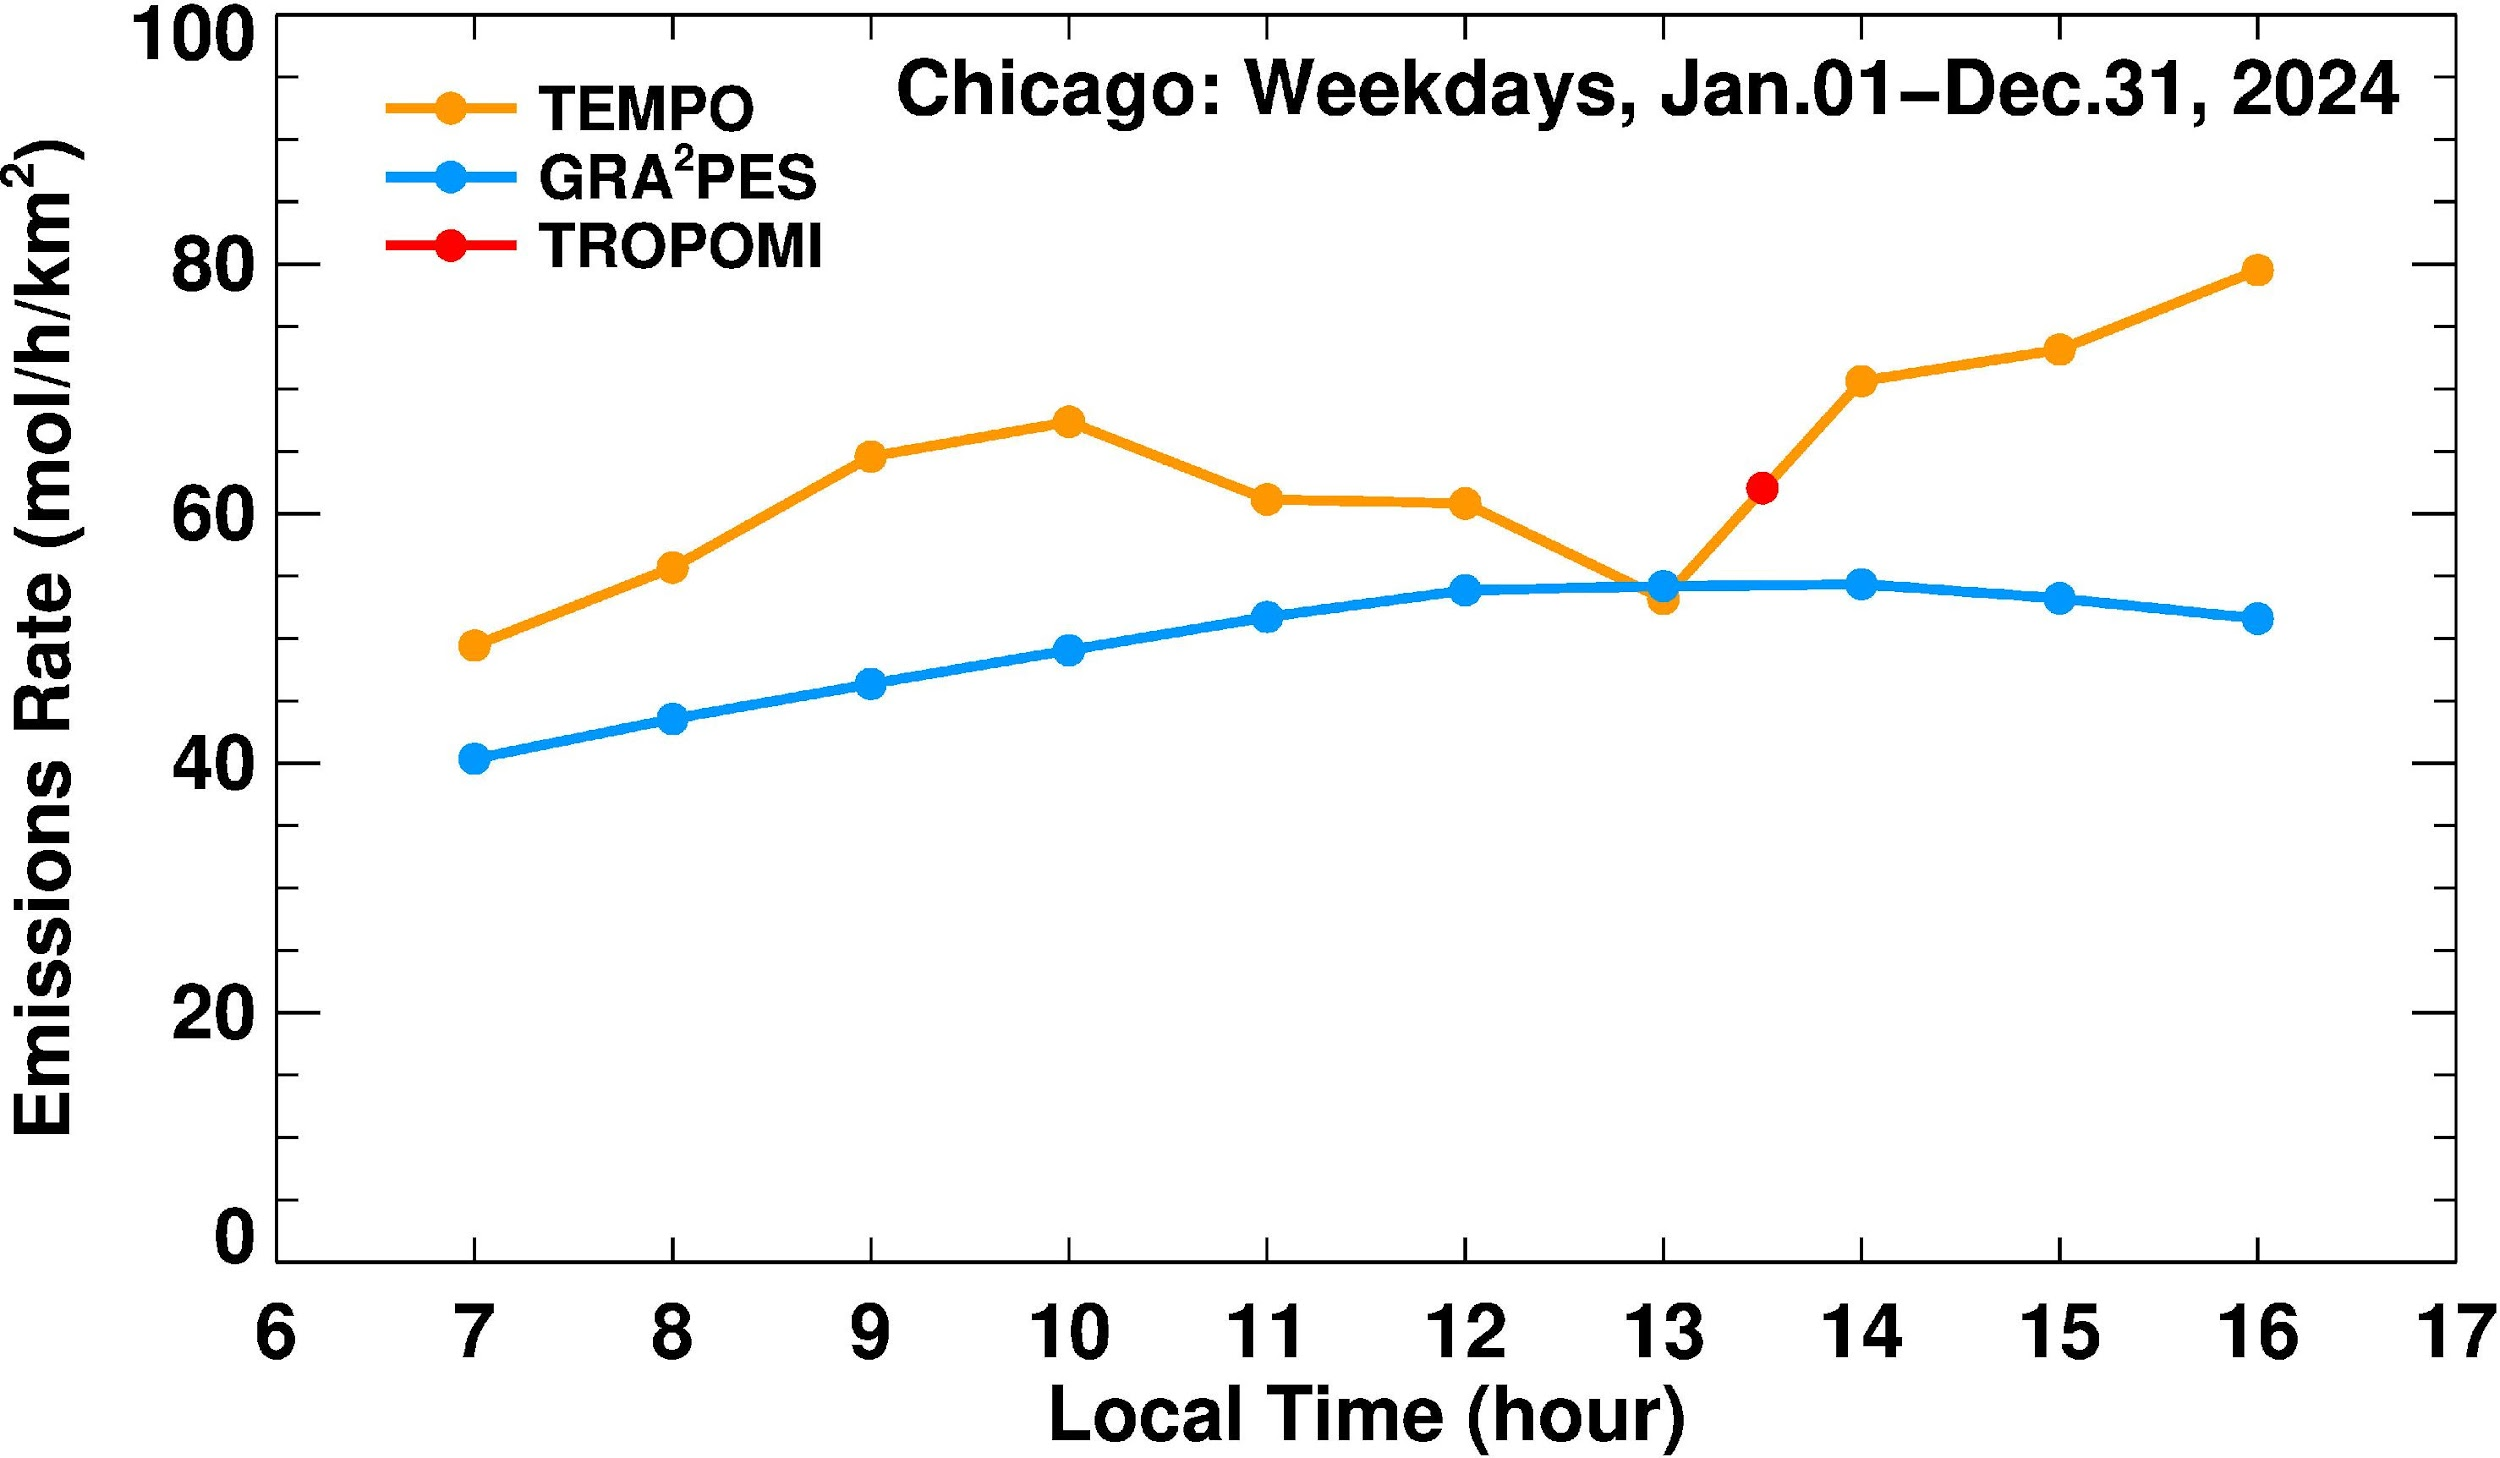 Chicago: Weekdays, Jan.01–Dec.31, 2024
TEMPO
GRA²PES
TROPOMI
Emissions Rate (mol/h/km²)
100
80
60
40
20
0
6 7 8 9 10 11 12 13 14 15 16 17
Local Time (hour)